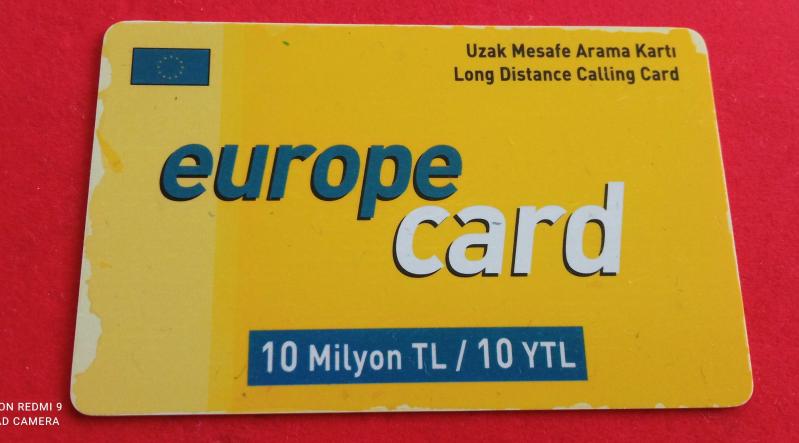 Uzak Mesafe Arama Kartı
Long Distance Calling Card
europe
card
10 Milyon TL / 10 YTL
ON REDMI 9
AD CAMERA